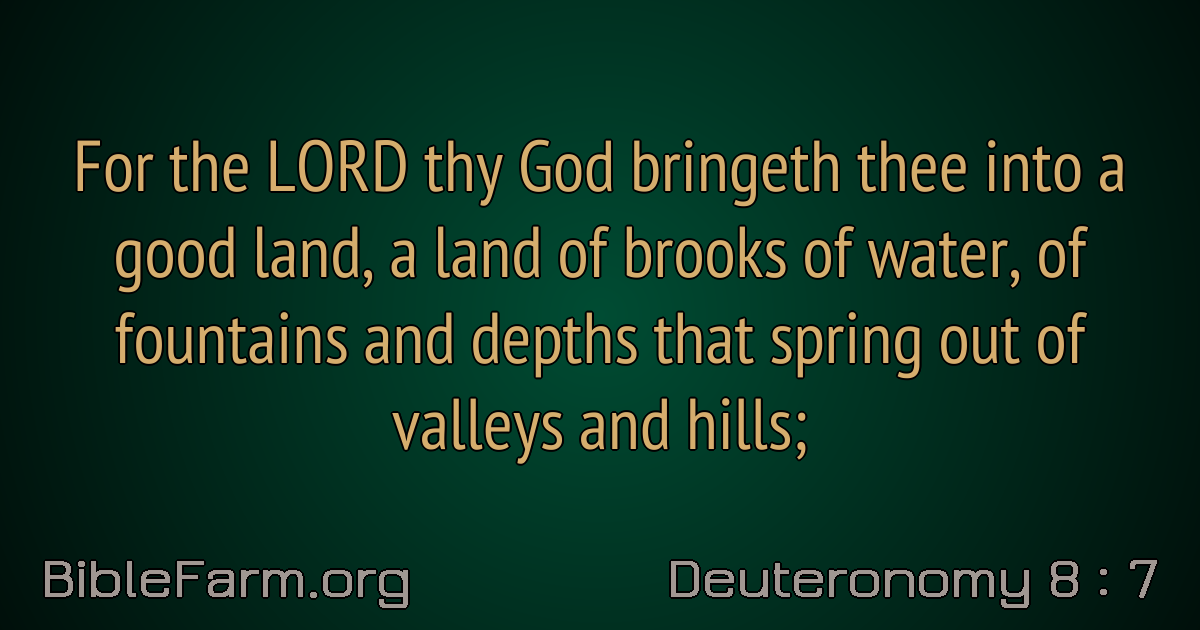 For the LORD thy God bringeth thee into a
good land, a land of brooks of water, of
fountains and depths that spring out of
valleys and hills;
BibleFarm.org
Deuteronomy 8 : 7